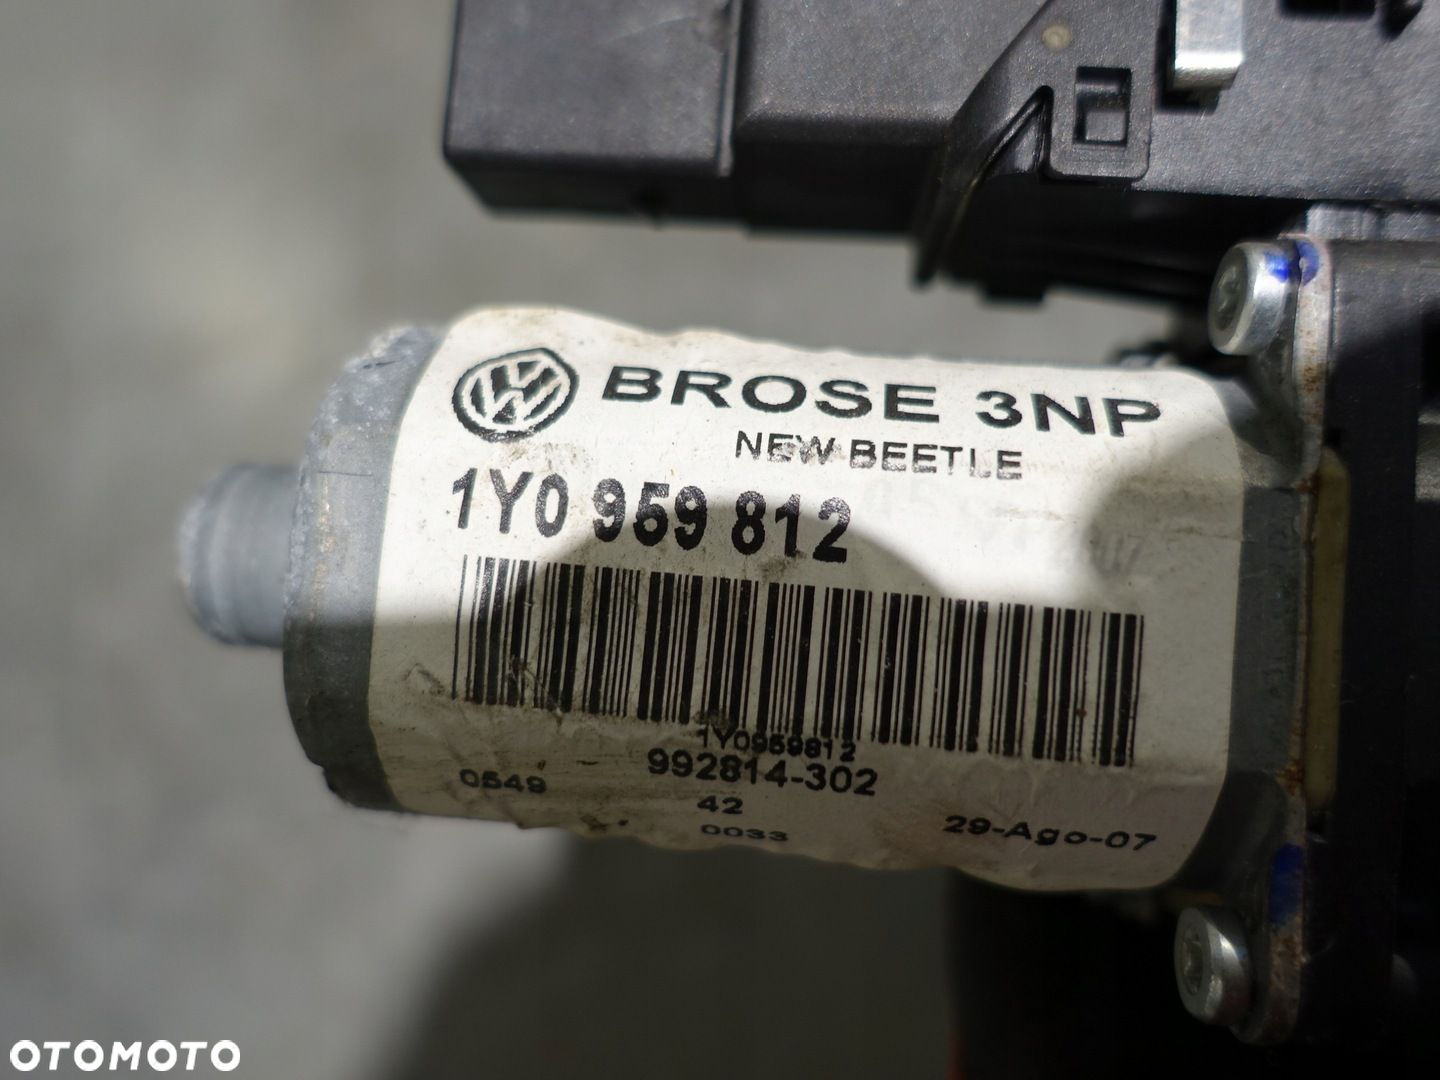 BROSE 3NP
NEW BEETLE
1Y0 959 812
1Y0959812
992814-302
0549
42
0033
29-Ago-07
OTOMOTO